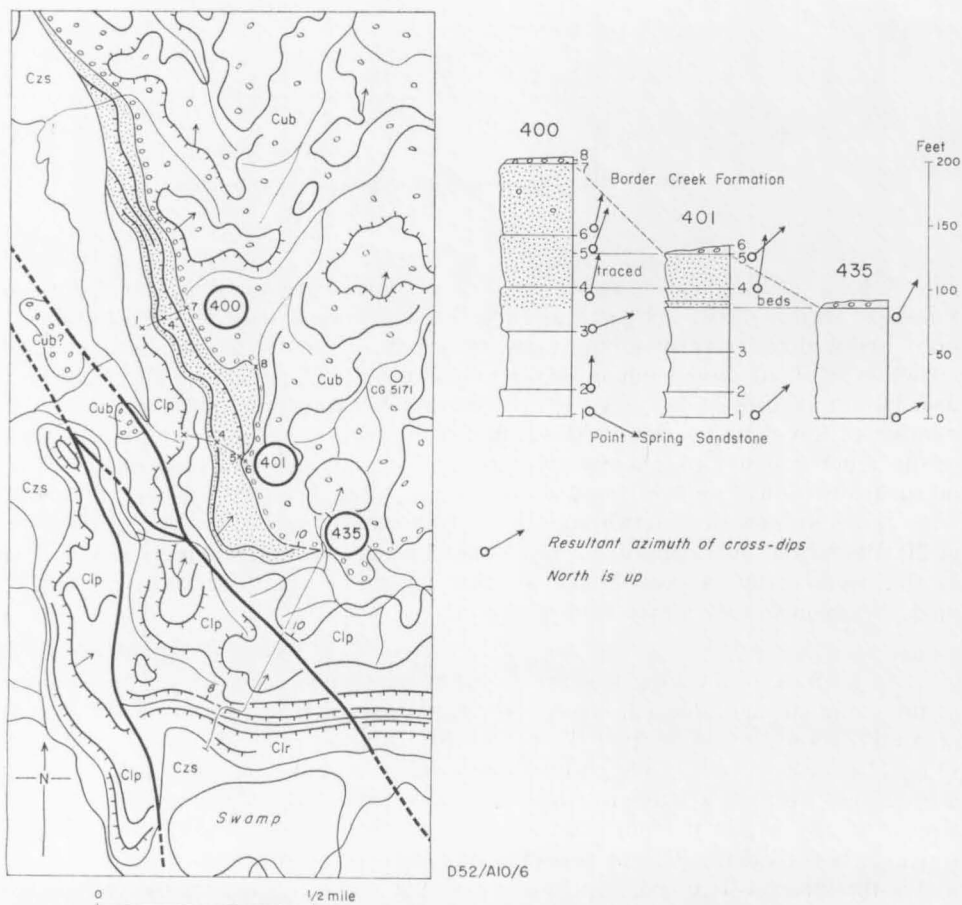 Czs
Cub
400
7
1
4
Cub?
8
Cub
CG 5171
Cub
Clp
1
4
5
6
401
Czs
10
435
Clp
10
Clp
8
Clr
Clp
Czs
N
Swamp
D52/A10/6
0 1/2 mile
400
Feet
8
7
200
Border Creek Formation
401
150
6
5
traced
6
5
4
4
beds
435
100
3
3
50
2
2
1
1
0
Point Spring Sandstone
Resultant azimuth of cross-dips
North is up